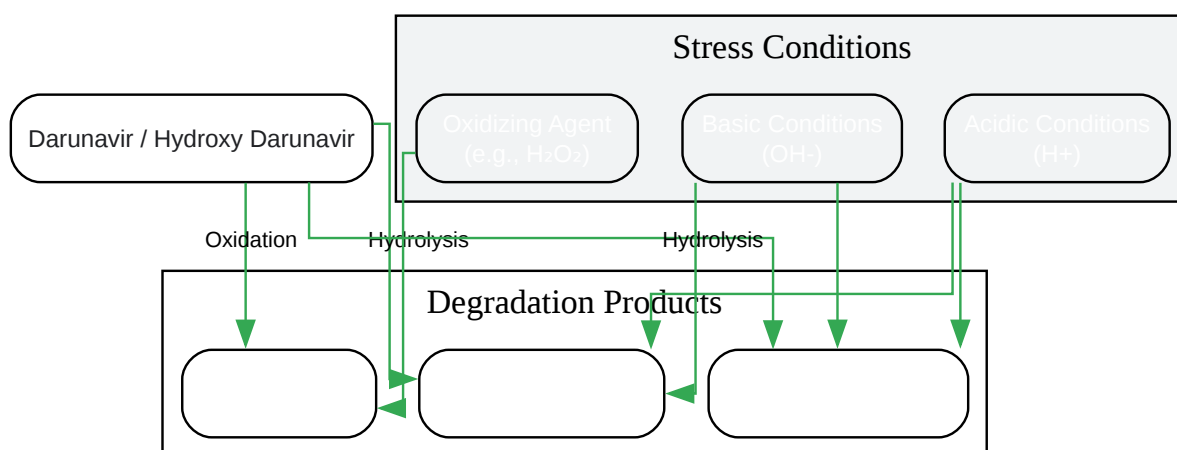 Stress Conditions
Darunavir / Hydroxy Darunavir
Oxidizing Agent
(e.g., H₂O₂)
Basic Conditions
(OH-)
Acidic Conditions
(H+)
Oxidation
Hydrolysis
Hydrolysis
Degradation Products